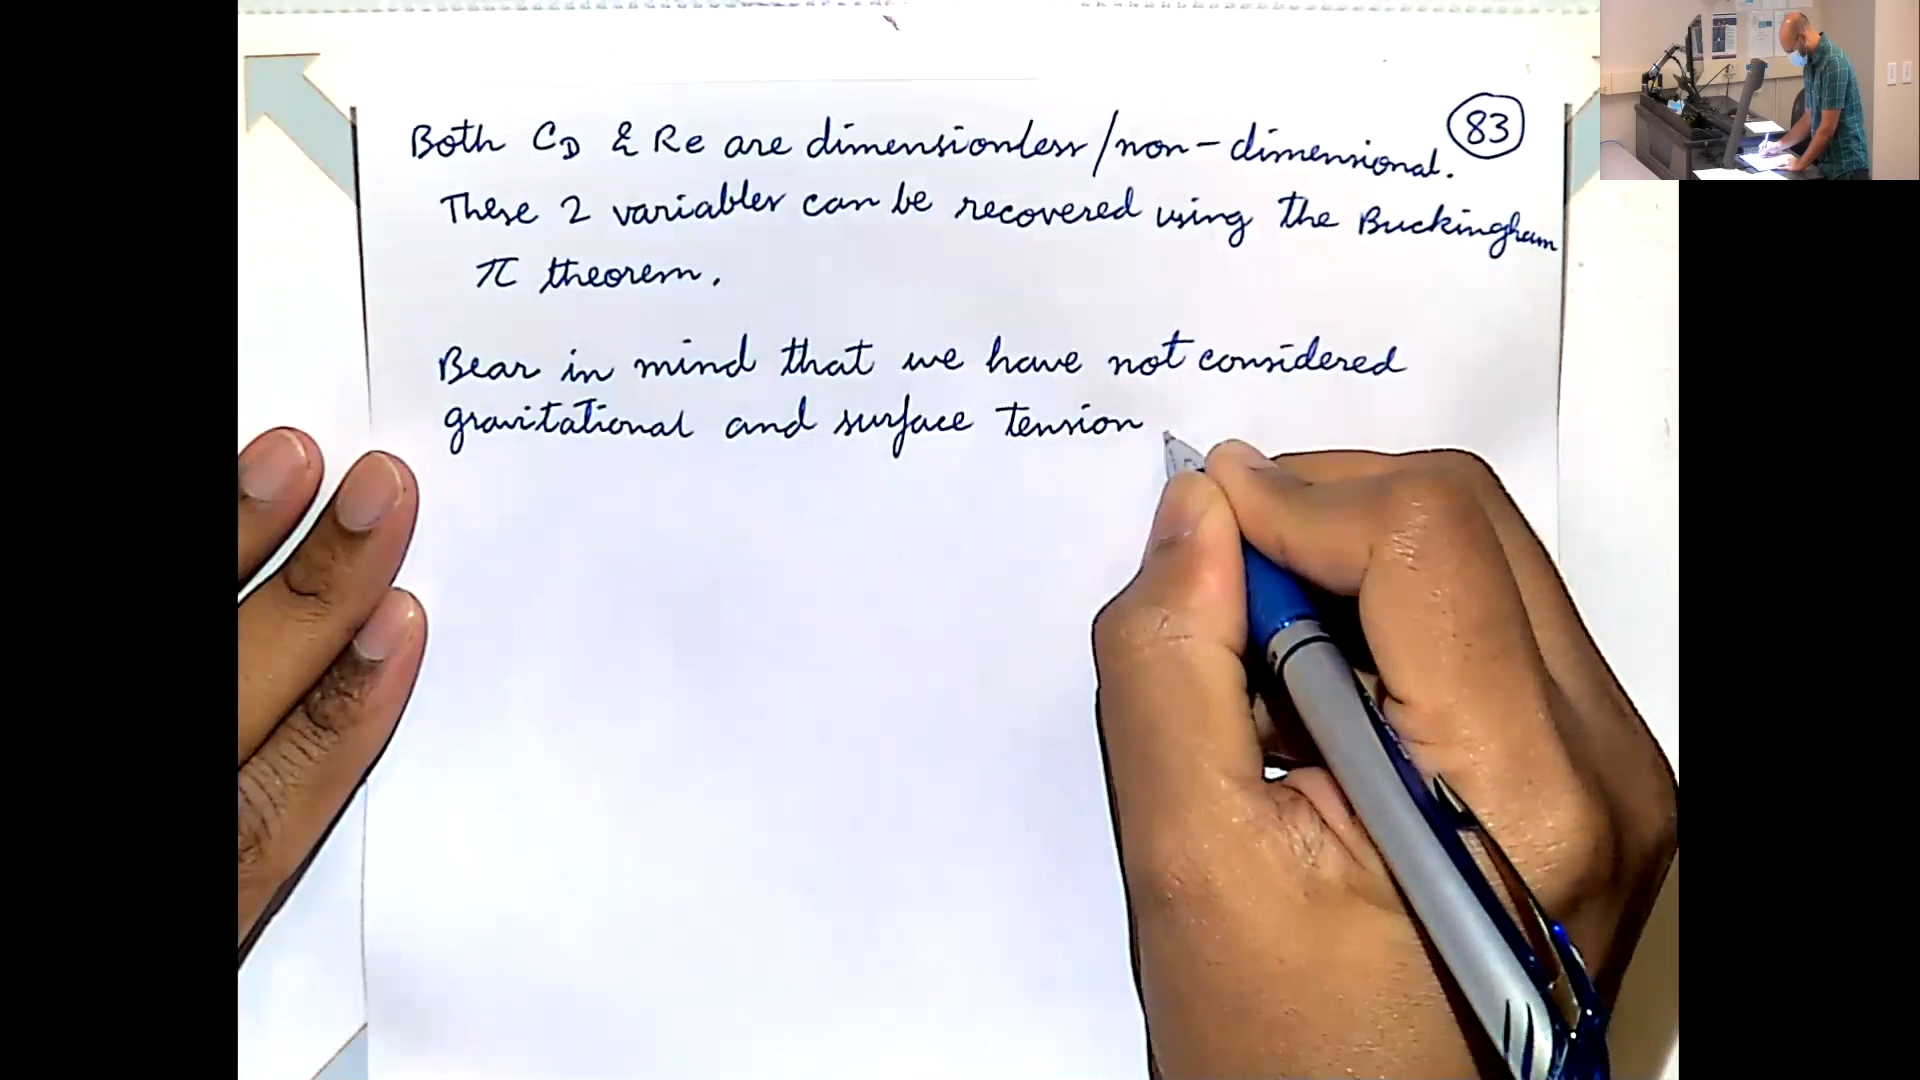 83
Both C_D & Re are dimensionless/non-dimensional.
These 2 variables can be recovered using the Buckingham
π theorem.
Bear in mind that we have not considered
gravitational and surface tension